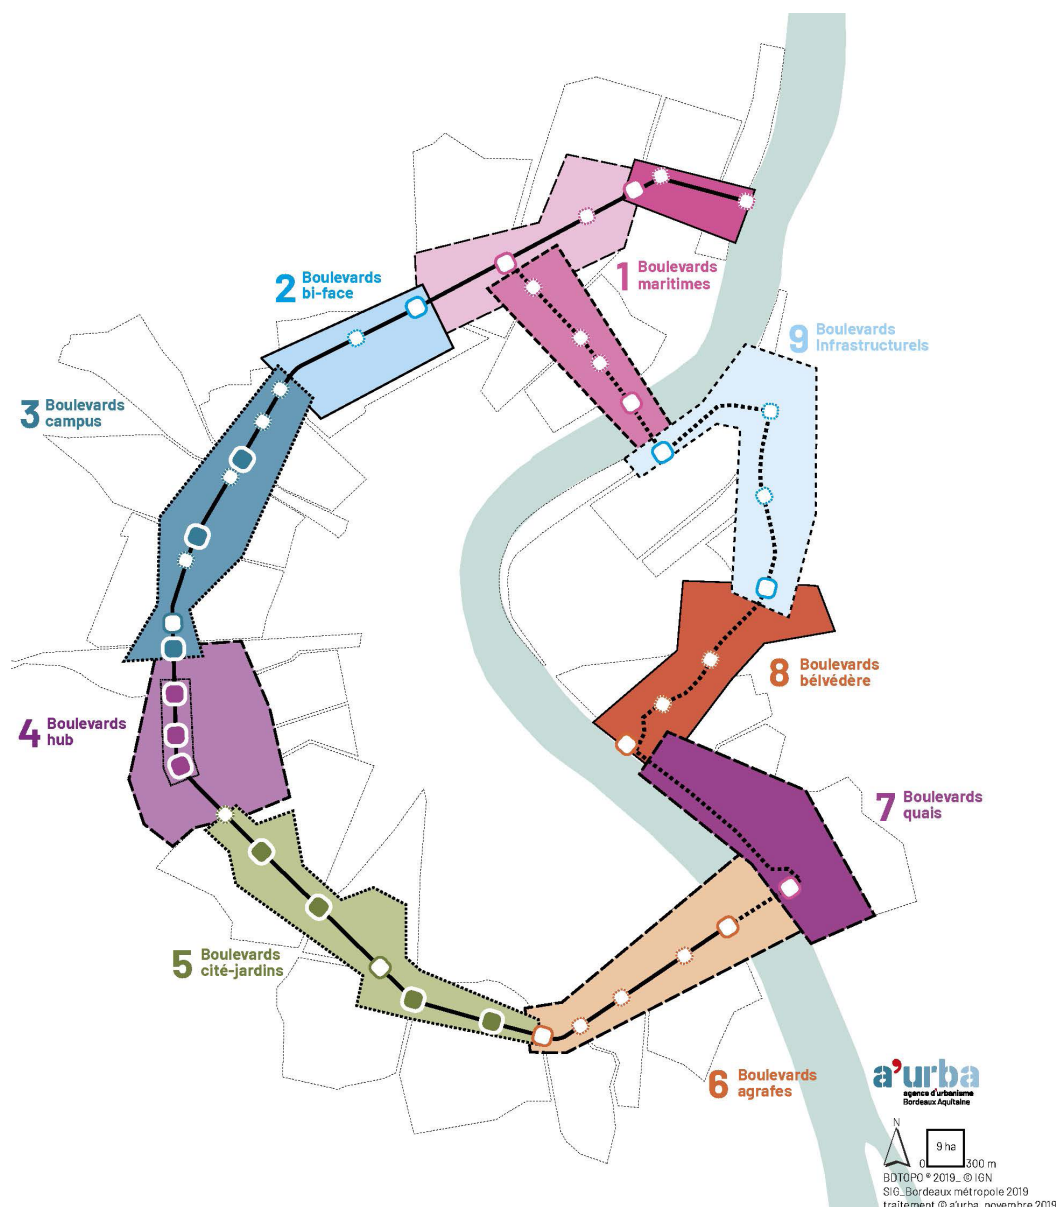 1 Boulevards
maritimes
2 Boulevards
bi-face
9 Boulevards
Infrastructurels
3 Boulevards
campus
8 Boulevards
bélvédère
4 Boulevards
hub
7 Boulevards
quais
5 Boulevards
cité-jardins
6 Boulevards
agrafes
a'urba
agence d'urbanisme
Bordeaux Aquitaine
N
9 ha
0 300 m
BDTOPO ® 2019_ © IGN
SIG_Bordeaux métropole 2019
traitement © a'urba, novembre 2019